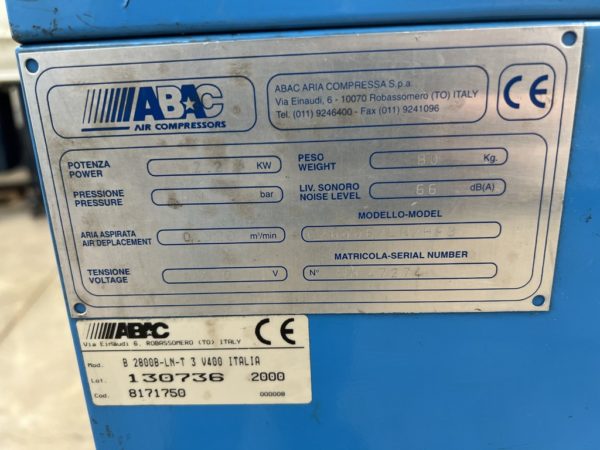 ABAC
AIR COMPRESSORS
ABAC ARIA COMPRESSA S.p.a.
Via Einaudi, 6 - 10070 Robassomero (TO) ITALY
Tel. (011) 9246400 - Fax (011) 9241096
CE
POTENZA
POWER
KW
PESO
WEIGHT
80
Kg.
PRESSIONE
PRESSURE
bar
LIV. SONORO
NOISE LEVEL
66
dB(A)
ARIA ASPIRATA
AIR DEPLACEMENT
m³/min
MODELLO-MODEL
MATRICOLA-SERIAL NUMBER
TENSIONE
VOLTAGE
V
N°
ABAC
CE
Via Einaudi 6. ROBASSOMERO (TO) ITALY
Mod. B 2800B-LN-T 3 V400 ITALIA
Lot. 130736 2000
Cod. 8171750 000008